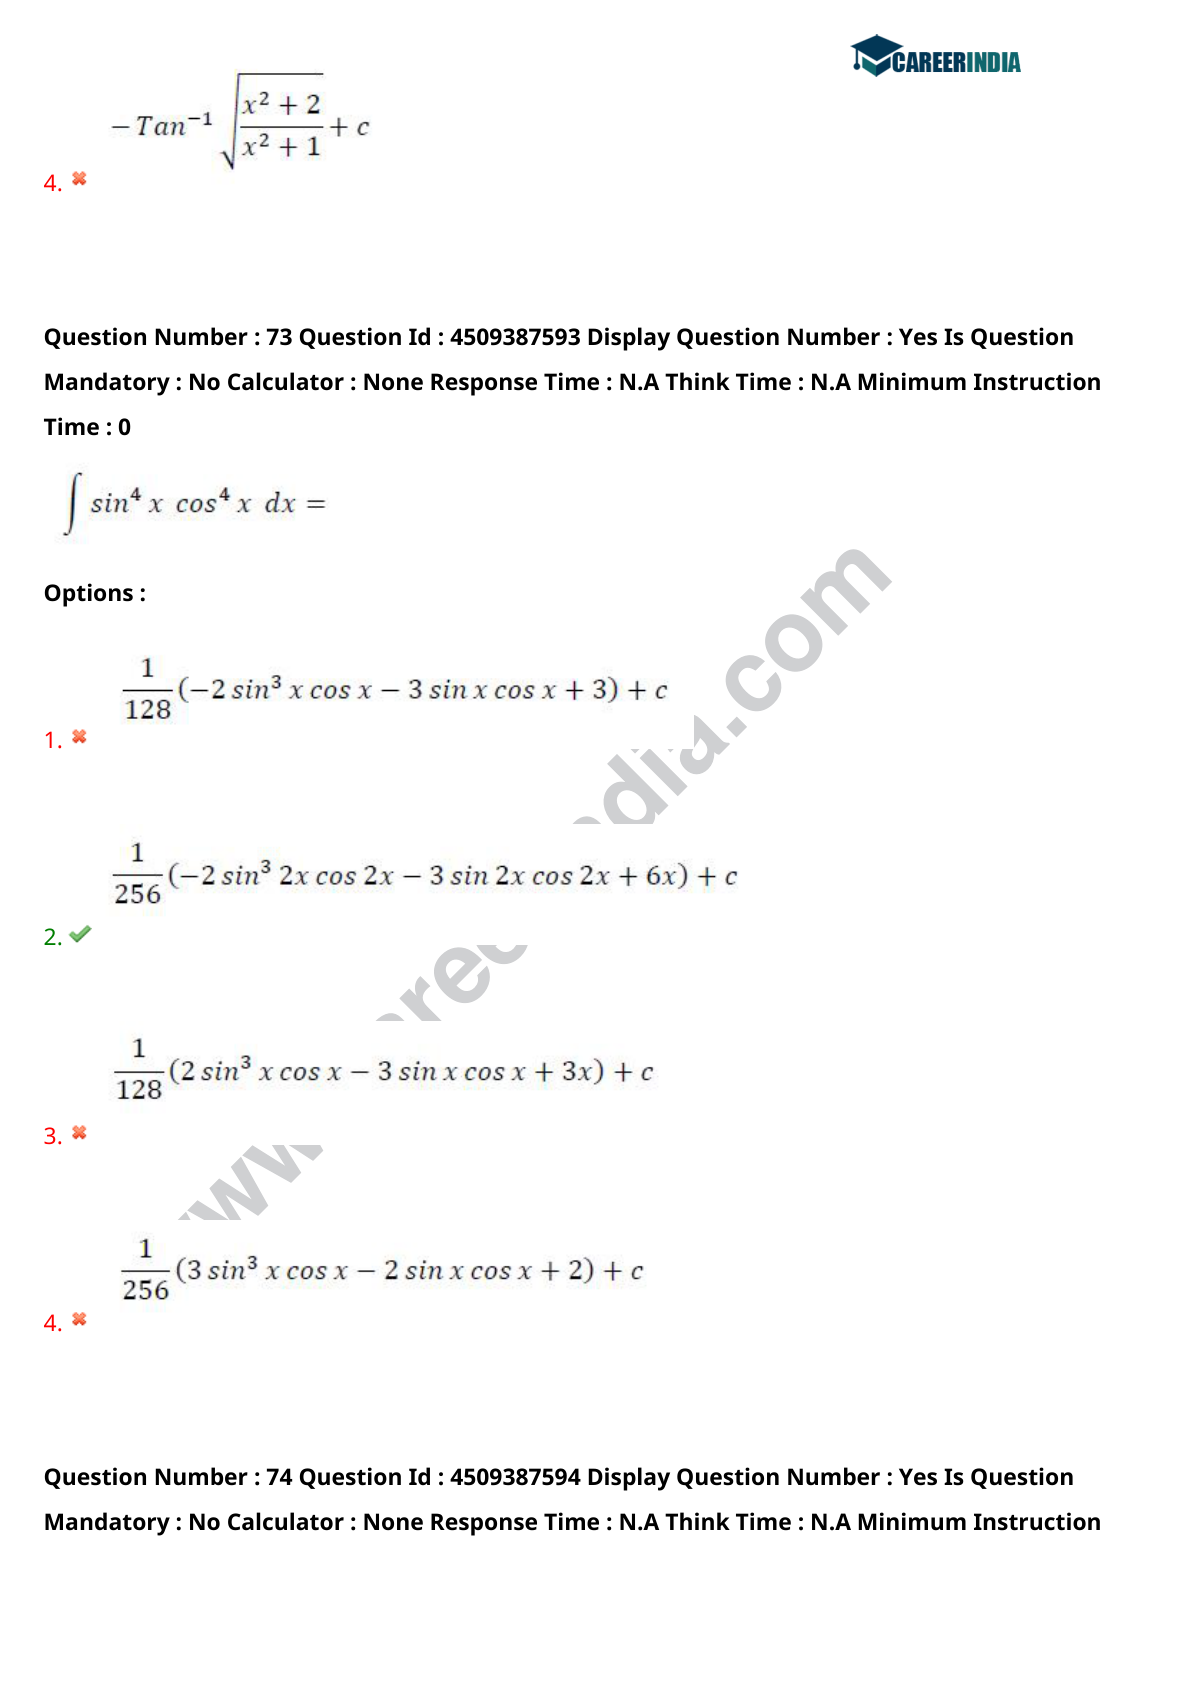 CAREERINDIA
$-Tan^{-1} \sqrt{\frac{x^2+2}{x^2+1}} + c$
4.
Question Number : 73 Question Id : 4509387593 Display Question Number : Yes Is Question
Mandatory : No Calculator : None Response Time : N.A Think Time : N.A Minimum Instruction
Time : 0
$\int sin^4 x \ cos^4 x \ dx =$
Options :
$\frac{1}{128}(-2 sin^3 x cos x - 3 sin x cos x + 3) + c$
1.
$\frac{1}{256}(-2 sin^3 2x cos 2x - 3 sin 2x cos 2x + 6x) + c$
2.
$\frac{1}{128}(2 sin^3 x cos x - 3 sin x cos x + 3x) + c$
3.
$\frac{1}{256}(3 sin^3 x cos x - 2 sin x cos x + 2) + c$
4.
Question Number : 74 Question Id : 4509387594 Display Question Number : Yes Is Question
Mandatory : No Calculator : None Response Time : N.A Think Time : N.A Minimum Instruction